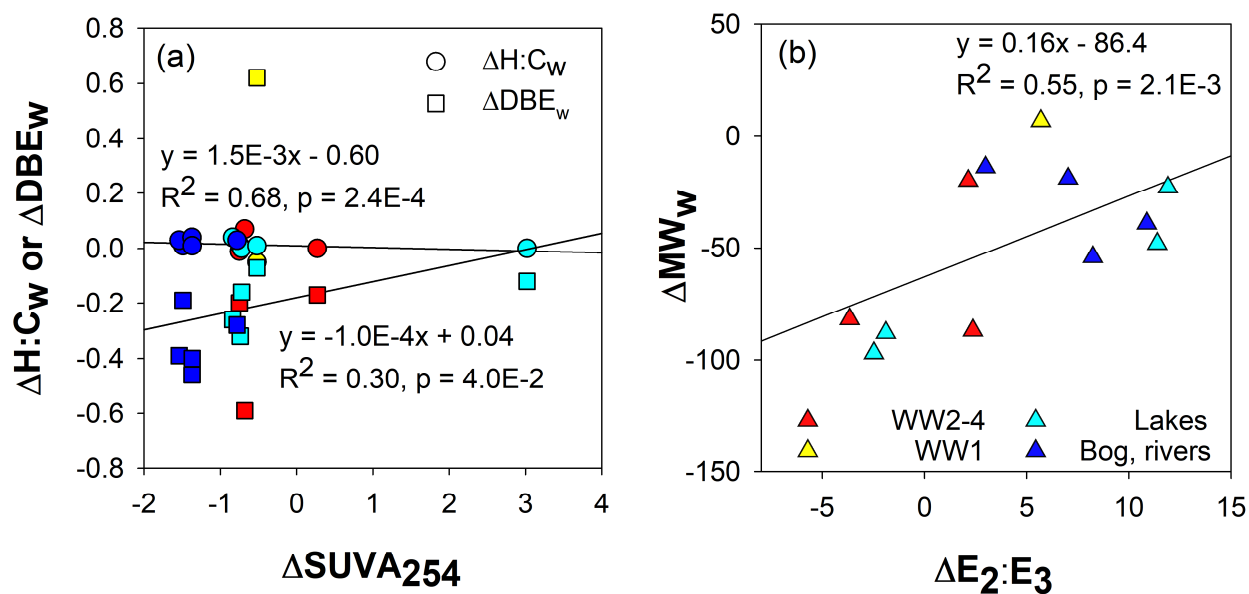 (a)
ΔH:Cw
ΔDBEw
y = 1.5E-3x - 0.60
R2 = 0.68, p = 2.4E-4
y = -1.0E-4x + 0.04
R2 = 0.30, p = 4.0E-2
0.8
0.6
0.4
0.2
0.0
-0.2
-0.4
-0.6
-0.8
-2 -1 0 1 2 3 4
ΔH:Cw or ΔDBEw
ΔSUVA254
(b)
y = 0.16x - 86.4
R2 = 0.55, p = 2.1E-3
50
0
-50
-100
-150
WW2-4 Lakes
WW1 Bog, rivers
-5 0 5 10 15
ΔMWw
ΔE2:E3